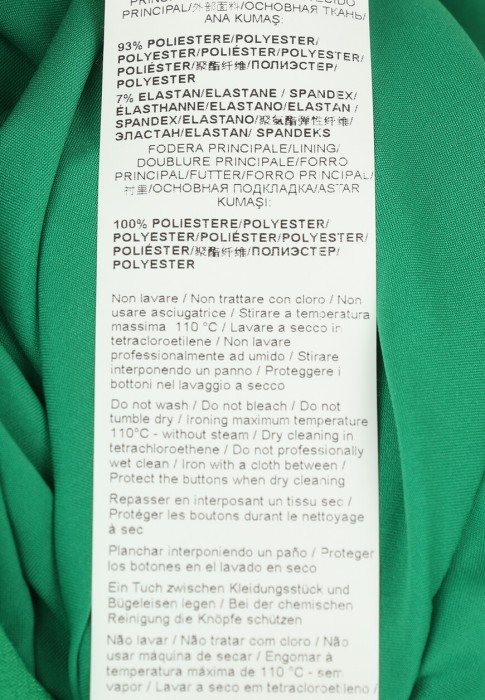 PRINCIPAL/外部面料/ОСНОВНАЯ ТКАНЬ/
ANA KUMAŞ:
93% POLIESTERE/POLYESTER/
POLYESTER/POLIÉSTER/POLYESTER/
POLIÉSTER/聚酯纤维/ПОЛИЭСТЕР/
POLYESTER
7% ELASTAN/ELASTANE / SPANDEX/
ÉLASTHANNE/ELASTANO/ELASTAN /
SPANDEX/ELASTANO/聚氨酯弹性纤维/
ЭЛАСТАН/ELASTAN/ SPANDEKS
FODERA PRINCIPALE/LINING/
DOUBLURE PRINCIPALE/FORRO
PRINCIPAL/FUTTER/FORRO PRINCIPAL/
衬里/ОСНОВНАЯ ПОДКЛАДКА/ASTAR
KUMAŞI:
100% POLIESTERE/POLYESTER/
POLYESTER/POLIÉSTER/POLYESTER/
POLIÉSTER/聚酯纤维/ПОЛИЭСТЕР/
POLYESTER
Non lavare / Non trattare con cloro / Non
usare asciugatrice / Stirare a temperatura
massima 110 °C / Lavare a secco in
tetracloroetilene / Non lavare
professionalmente ad umido / Stirare
interponendo un panno / Proteggere i
bottoni nel lavaggio a secco
Do not wash / Do not bleach / Do not
tumble dry / Ironing maximum temperature
110°C - without steam / Dry cleaning in
tetrachloroethene / Do not professionally
wet clean / Iron with a cloth between /
Protect the buttons when dry cleaning
Repasser en interposant un tissu sec /
Protéger les boutons durant le nettoyage
à sec
Planchar interponiendo un paño / Proteger
los botones en el lavado en seco
Ein Tuch zwischen Kleidungsstück und
Bügeleisen legen / Bei der chemischen
Reinigung die Knöpfe schützen
Não lavar / Não tratar com cloro / Não
usar máquina de secar / Engomar à
temperatura máxima de 110 °C - sem
vapor / Lavar a seco em tetracloroetileno /